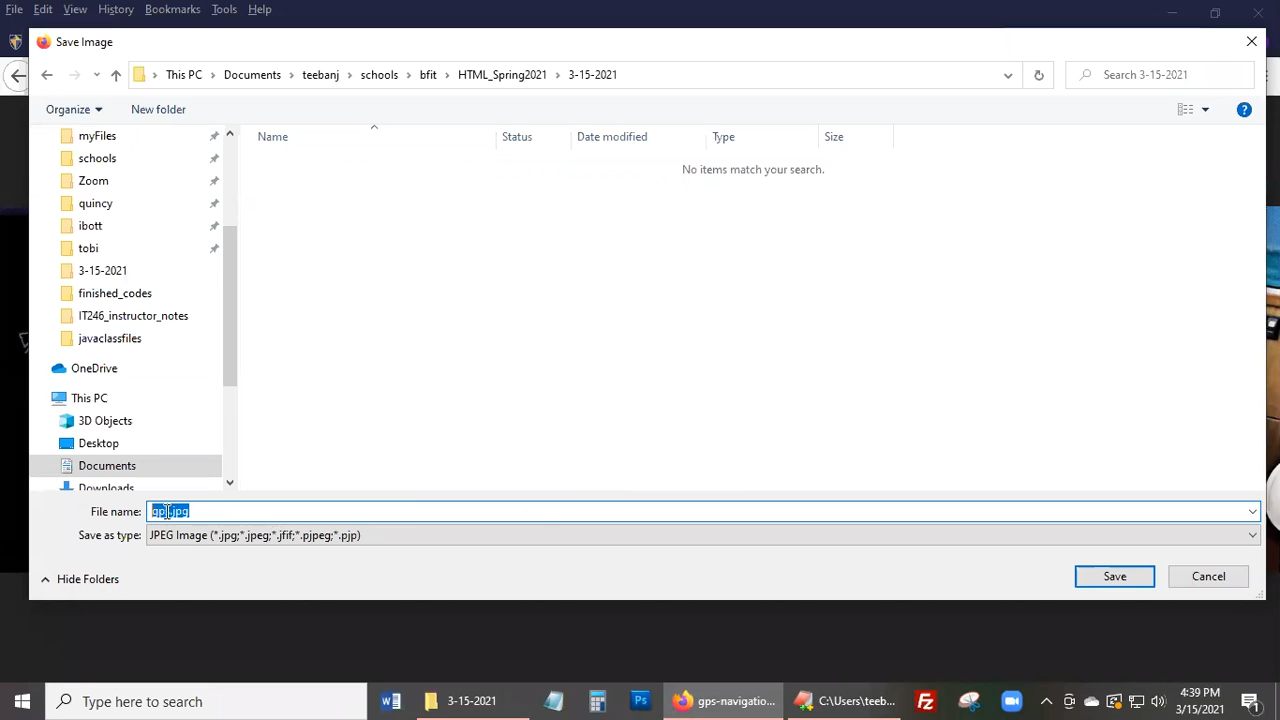 File Edit View History Bookmarks Tools Help
Save Image
This PC Documents teebanj schools bfit HTML_Spring2021 3-15-2021 Search 3-15-2021
Organize New folder
Name Status Date modified Type Size
No items match your search.
myFiles
schools
Zoom
quincy
ibott
tobi
3-15-2021
finished_codes
IT246_instructor_notes
javaclassfiles
OneDrive
This PC
3D Objects
Desktop
Documents
Downloads
File name: .jpg
Save as type: JPEG Image (*.jpg;*.jpeg;*.jfif;*.pjpeg;*.pjp)
Hide Folders Save Cancel
Type here to search 3-15-2021 gps-navigatio... C:\Users\teeb... 4:39 PM
3/15/2021